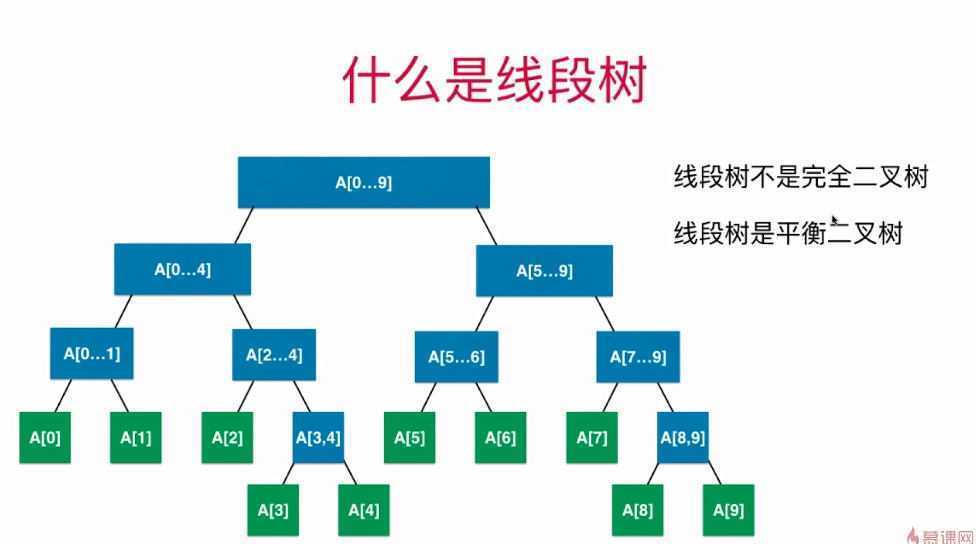 什么是线段树
A[0…9]
线段树不是完全二叉树
线段树是平衡二叉树
A[0…4]
A[5…9]
A[0…1]
A[2…4]
A[5…6]
A[7…9]
A[0]
A[1]
A[2]
A[3,4]
A[5]
A[6]
A[7]
A[8,9]
A[3]
A[4]
A[8]
A[9]
慕课网